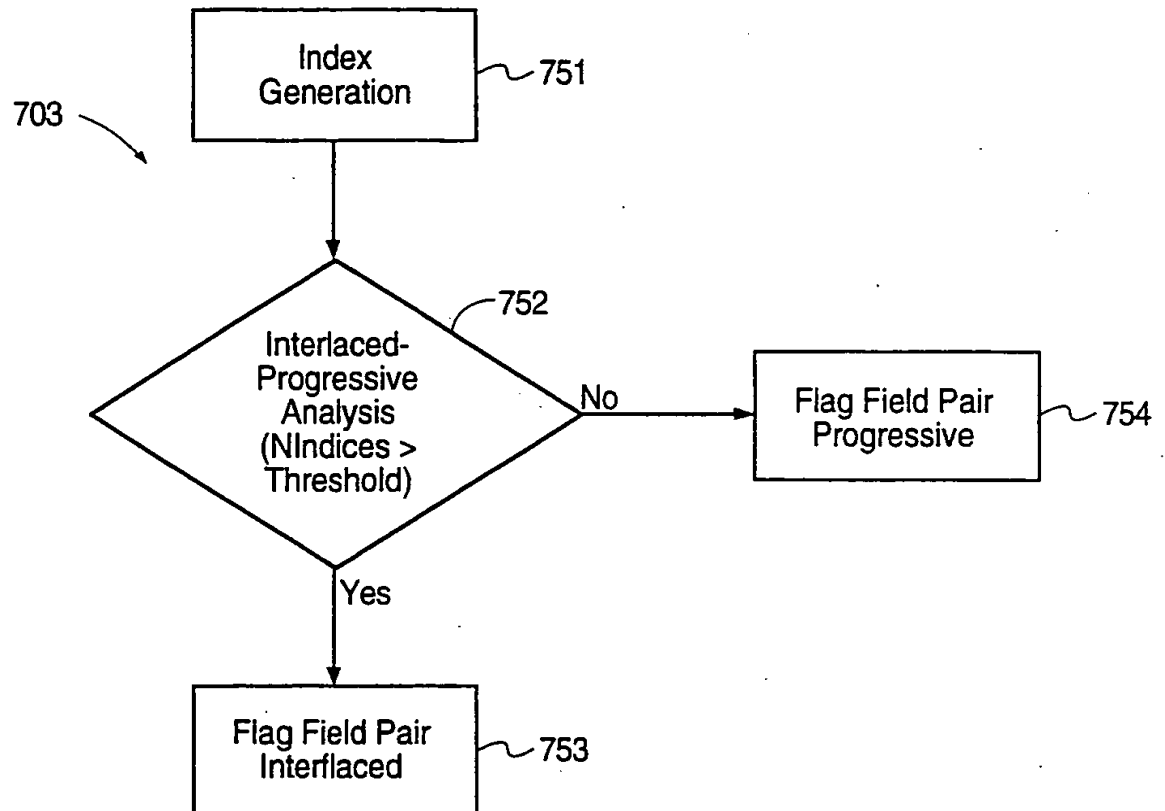 Index
Generation
751
703
752
Interlaced-
Progressive
Analysis
(NIndices >
Threshold)
No
Flag Field Pair
Progressive
754
Yes
Flag Field Pair
Interflaced
753